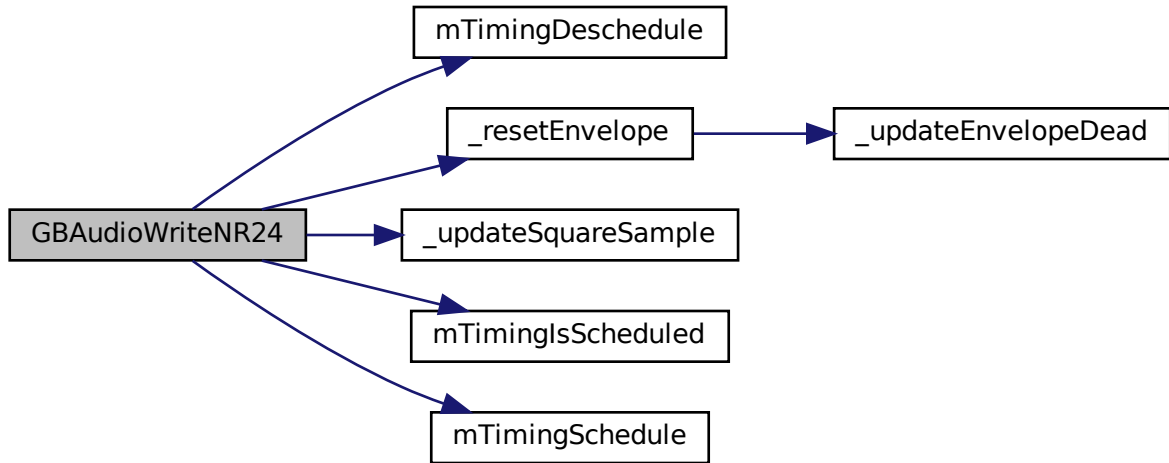 mTimingDeschedule
_resetEnvelope
_updateEnvelopeDead
GBAudioWriteNR24
_updateSquareSample
mTimingIsScheduled
mTimingSchedule